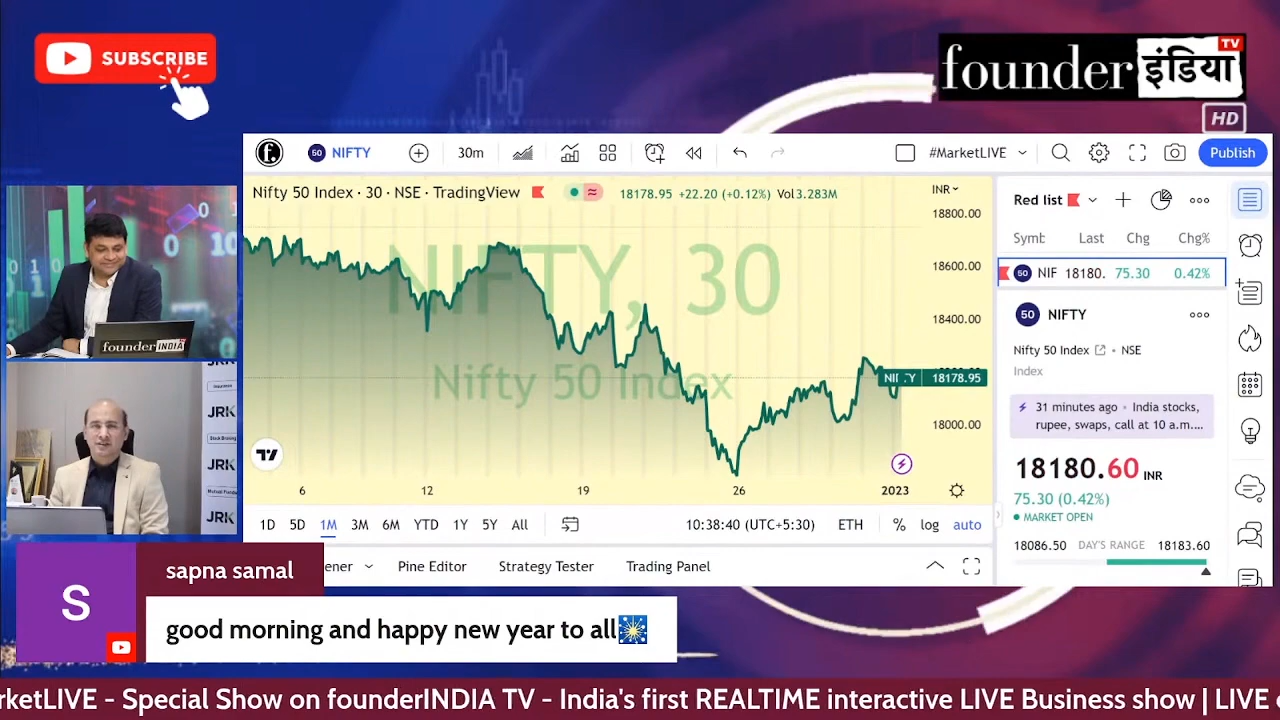 SUBSCRIBE
founder इंडिया TV
HD
NIFTY 30m #MarketLIVE Publish
Nifty 50 Index · 30 · NSE · TradingView 18178.95 +22.20 (+0.12%) Vol3.283M
INR
18800.00
18600.00
18400.00
18000.00
NIFTY, 30
Nifty 50 Index
18178.95
6 12 19 26 2023
1D 5D 1M 3M 6M YTD 1Y 5Y All 10:38:40 (UTC+5:30) ETH % log auto
ener Pine Editor Strategy Tester Trading Panel
Red list
Symb Last Chg Chg%
50 NIF 18180. 75.30 0.42%
50 NIFTY
Nifty 50 Index • NSE
Index
31 minutes ago • India stocks,
rupee, swaps, call at 10 a.m....
18180.60 INR
75.30 (0.42%)
MARKET OPEN
18086.50 DAY'S RANGE 18183.60
founder INDIA TV
JRK
JRK
Mutual Funds
JRK
S
sapna samal
good morning and happy new year to all🎆
rketLIVE - Special Show on founderINDIA TV - India's first REALTIME interactive LIVE Business show | LIVE